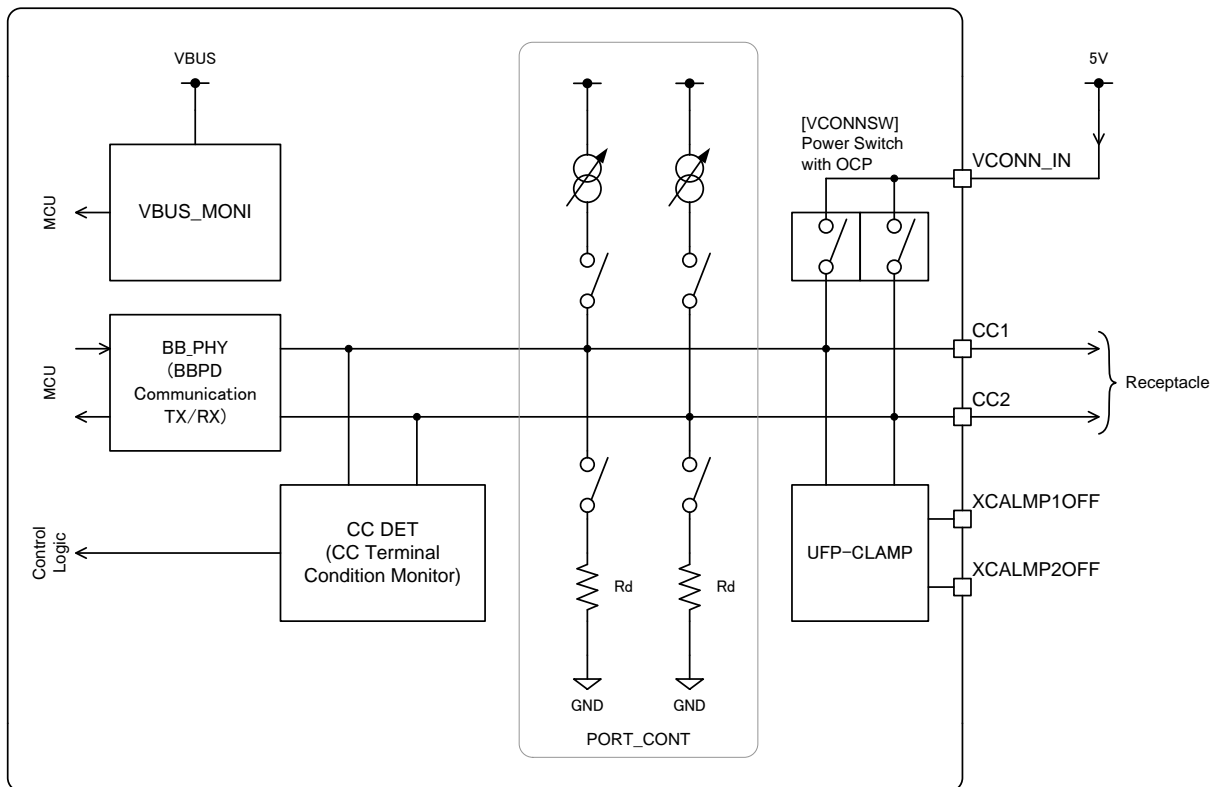 VBUS
5V
[VCONNSW]
Power Switch
with OCP
VCONN_IN
MCU
VBUS_MONI
MCU
BB_PHY
(BBPD
Communication
TX/RX)
CC1
CC2
Receptacle
Control
Logic
CC DET
(CC Terminal
Condition Monitor)
Rd
Rd
UFP-CLAMP
XCALMP1OFF
XCALMP2OFF
GND
GND
PORT_CONT